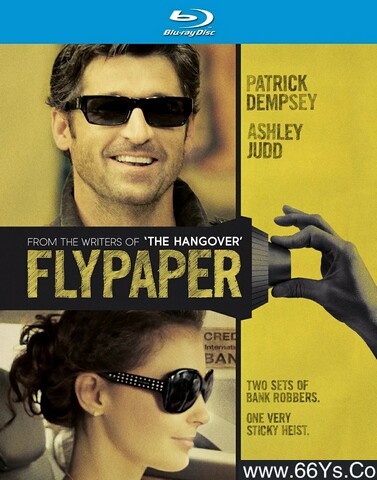 Blu-ray Disc
PATRICK
DEMPSEY
ASHLEY
JUDD
FROM THE WRITERS OF 'THE HANGOVER'
FLYPAPER
CRED
International
BAN
TWO SETS OF
BANK ROBBERS.
ONE VERY
STICKY HEIST.
www.66Ys.Co